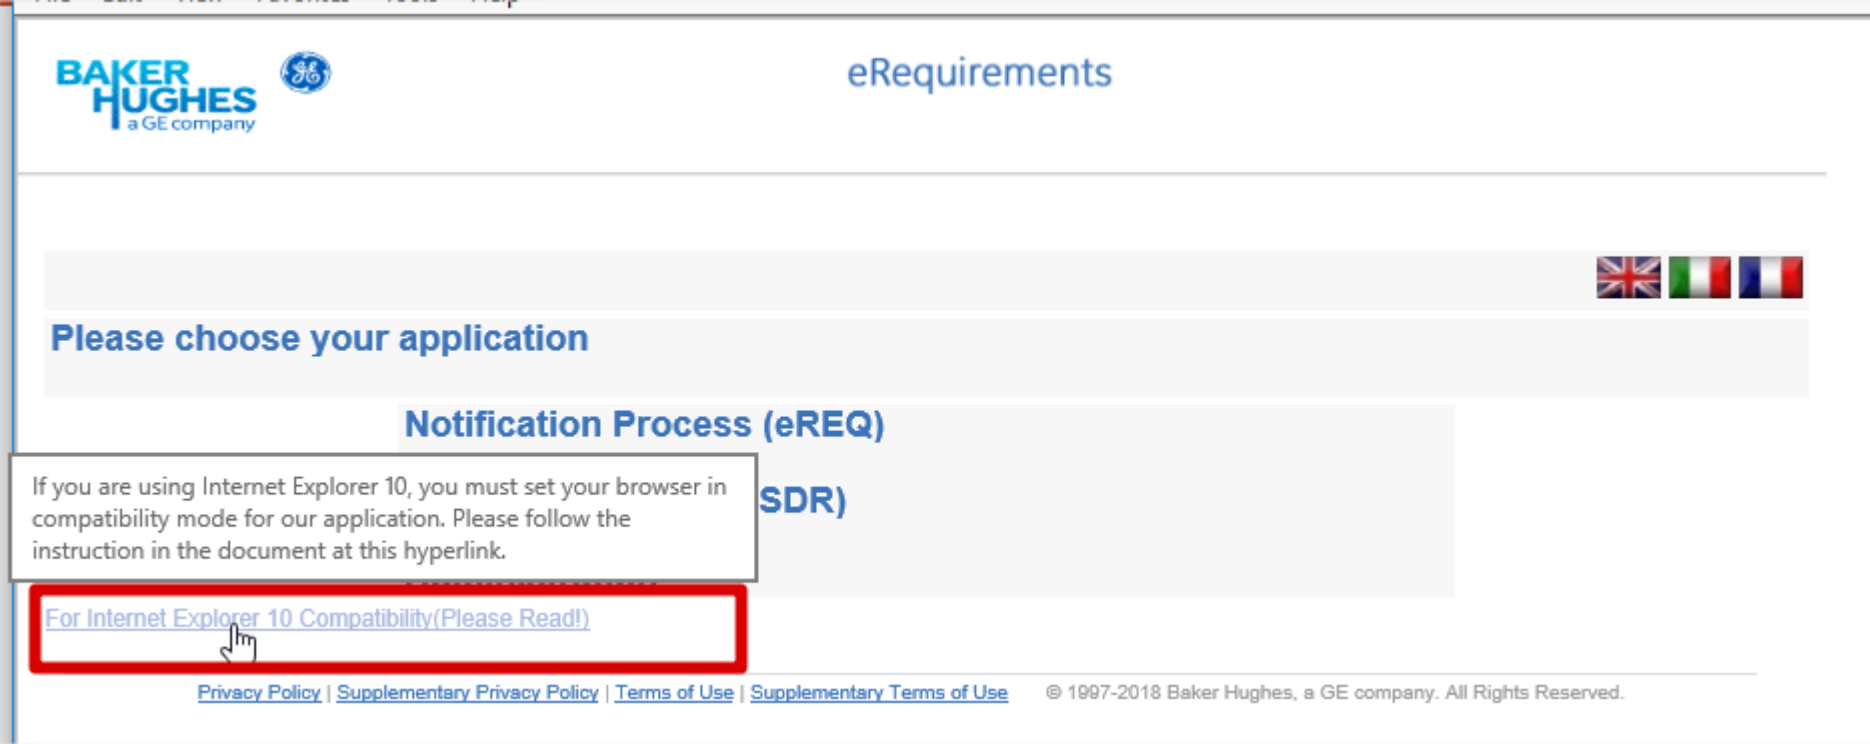 BAKER
HUGHES
a GE company
eRequirements
Please choose your application
Notification Process (eREQ)
SDR)
If you are using Internet Explorer 10, you must set your browser in
compatibility mode for our application. Please follow the
instruction in the document at this hyperlink.
For Internet Explorer 10 Compatibility(Please Read!)
Privacy Policy | Supplementary Privacy Policy | Terms of Use | Supplementary Terms of Use © 1997-2018 Baker Hughes, a GE company. All Rights Reserved.